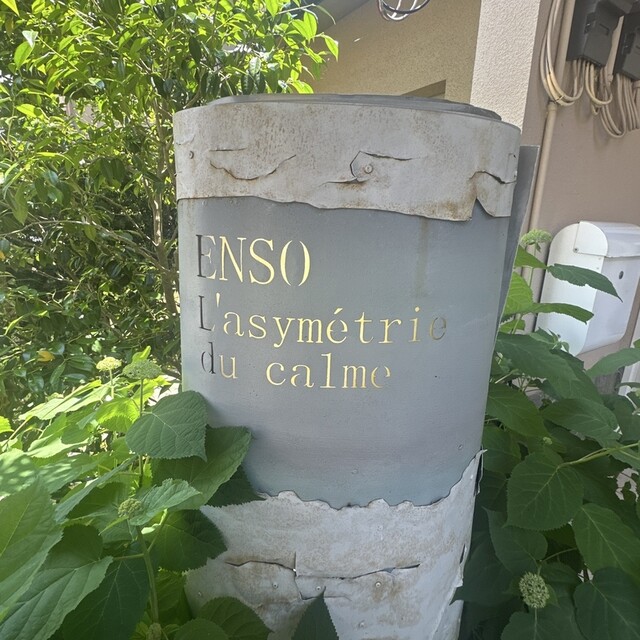 ENSO
L'asymétrie
du calme